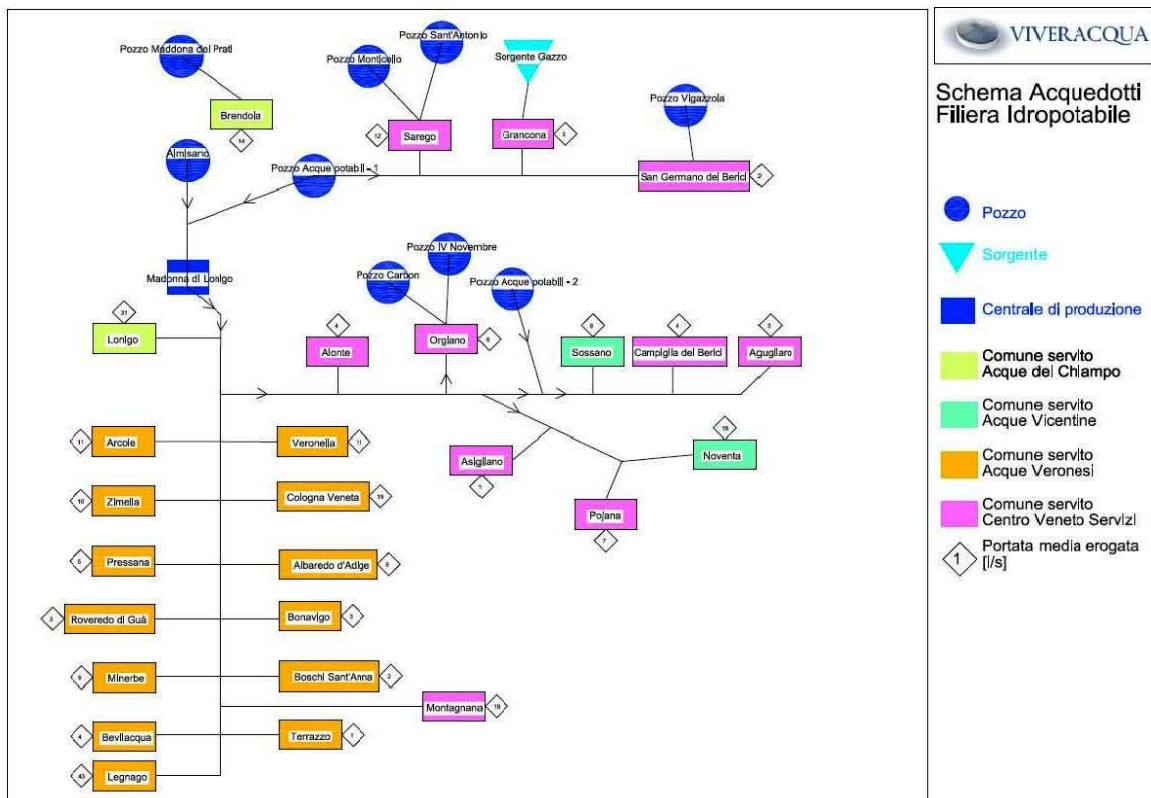 VIVERACQUA
Schema Acquedotti
Filiera Idropotabile
Pozzo
Sorgente
Centrale di produzione
Comune servito
Acque del Chiampo
Comune servito
Acque Vicentine
Comune servito
Acque Veronesi
Comune servito
Centro Veneto Servizi
1
Portata media erogata
[l/s]
Pozzo Maddona dei Prati
Pozzo Sant'Antonio
Pozzo Monticello
Sorgente Gazzo
Pozzo Vigazzola
Brendola
14
12
Sarego
Grancona
3
Almisano
Pozzo Acque potabili - 1
San Germano dei Berici
2
Pozzo IV Novembre
Pozzo Carbon
Pozzo Acque potabili - 2
Madonna di Lonigo
31
Lonigo
4
Alonte
Orgiano
6
9
Sossano
4
Campiglia dei Berici
3
Agugliaro
11
Arcole
Veronella
11
Asigliano
1
18
Noventa
10
Zimella
Cologna Veneta
19
Pojana
7
5
Pressana
Albaredo d'Adige
8
3
Roveredo di Guà
Bonavigo
3
9
Minerbe
Boschi Sant'Anna
2
Montagnana
19
4
Bevilacqua
Terrazzo
1
43
Legnago